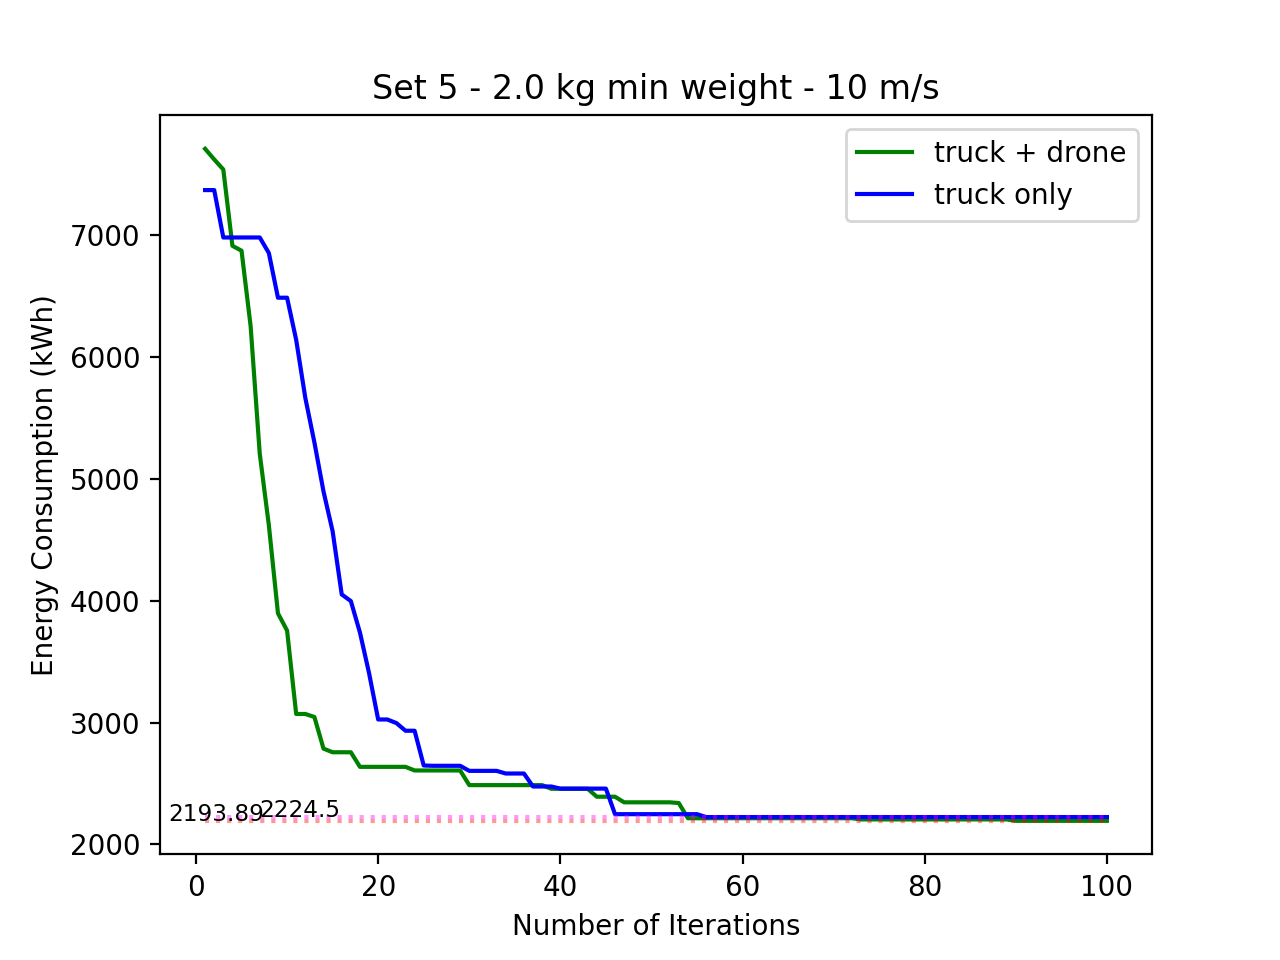 Set 5 - 2.0 kg min weight - 10 m/s
truck + drone
truck only
Energy Consumption (kWh)
7000
6000
5000
4000
3000
2000
2193.89
2224.5
0 20 40 60 80 100
Number of Iterations